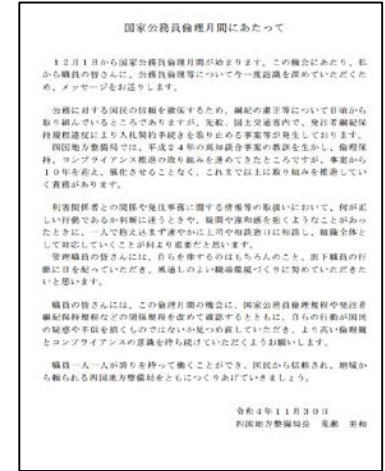 国家公務員倫理月間にあたって
１２月１日から国家公務員倫理月間が始まります。この機会にあたり、私
から職員の皆さんに、公務員倫理等について今一度認識を深めていただくた
め、メッセージをお送りします。
公務に対する国民の信頼を確保するため、綱紀の粛正等について日頃から
取り組んでいるところでありますが、先般、国土交通省内で、発注者綱紀保
持規程違反により入札契約手続きを取り止める事案等が発生しております。
四国地方整備局では、平成２４年の高知談合事案の教訓を生かし、倫理保
持、コンプライアンス推進の取り組みを進めてきたところですが、事案から
１０年を迎え、風化させることなく、これまで以上に取り組みを推進してい
く責務があります。
利害関係者との関係や発注事務に関する情報等の取扱いにおいて、何が正
しい行動であるか判断に迷うときや、疑問や違和感を抱くようなことがあっ
たときに、一人で抱え込まず速やかに上司や相談窓口に相談し、組織全体と
して対応していくことが何より重要だと思います。
管理職員の皆さんには、自らを律するのはもちろんのこと、部下職員の行
動に目を配っていただき、風通しのよい職場環境づくりに努めていただきた
いと思います。
職員の皆さんには、この倫理月間の機会に、国家公務員倫理規程や発注者
綱紀保持規程などの関係規程を改めて確認するとともに、自らの行動が国民
の疑惑や不信を招くものではないか見つめ直していただき、より高い倫理観
とコンプライアンスの意識を持ち続けていただくようお願いします。
職員一人一人が誇りを持って働くことができ、国民から信頼され、地域か
ら頼られる四国地方整備局をともにつくりあげていきましょう。
令和４年１１月３０日
四国地方整備局長 荒瀬 美和